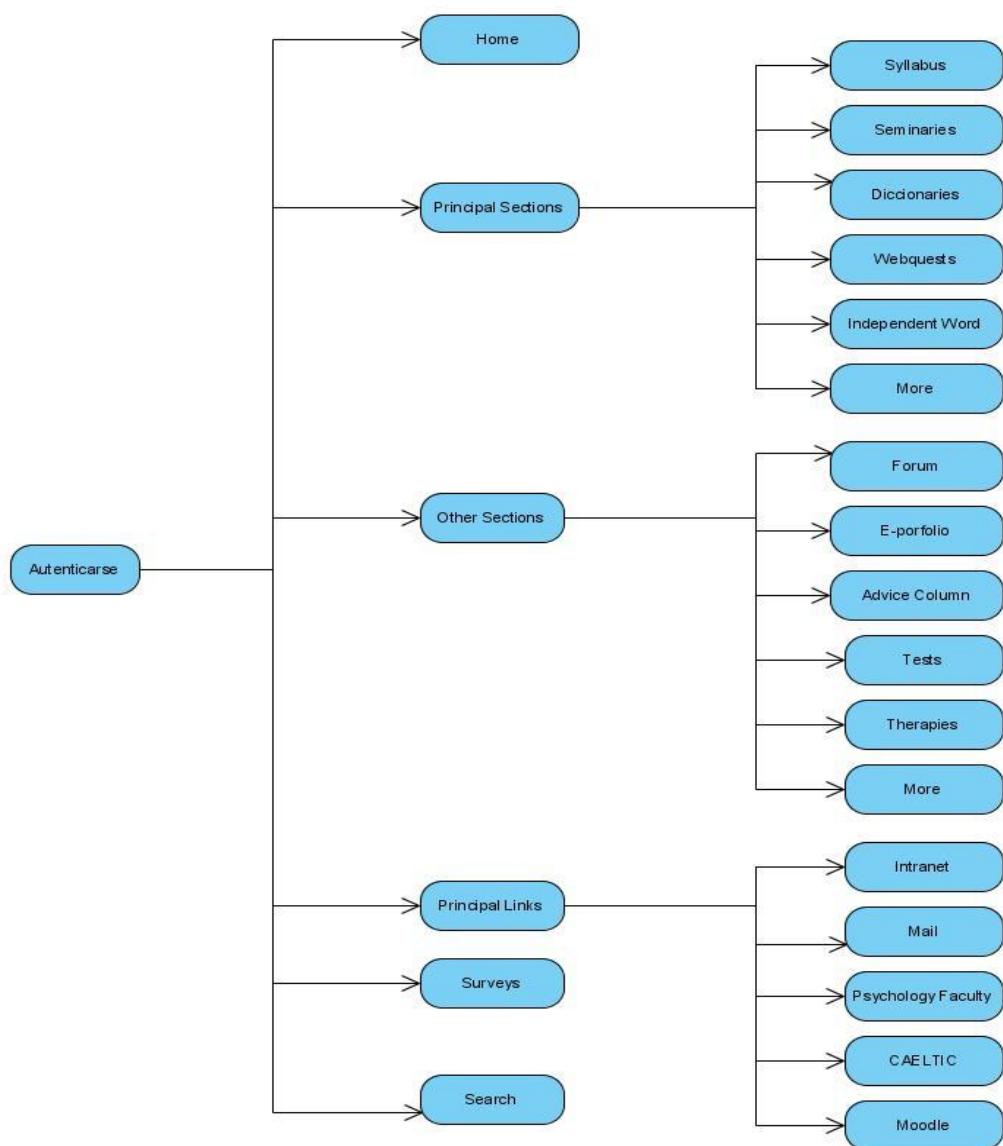 Home
Syllabus
Seminaries
Diccionaries
Principal Sections
Webquests
Independent Word
More
Forum
Other Sections
E-porfolio
Autenticarse
Advice Column
Tests
Therapies
More
Intranet
Principal Links
Mail
Surveys
Psychology Faculty
CAELTIC
Search
Moodle